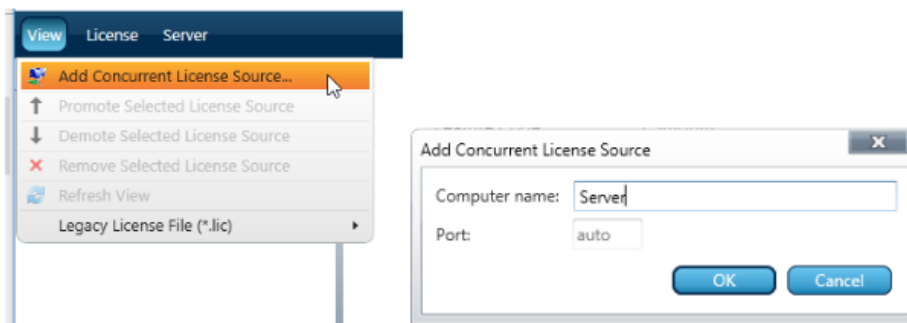 View License Server
Add Concurrent License Source...
Promote Selected License Source
Demote Selected License Source
Remove Selected License Source
Refresh View
Legacy License File (*.lic)
Add Concurrent License Source
Computer name: Server
Port: auto
OK Cancel